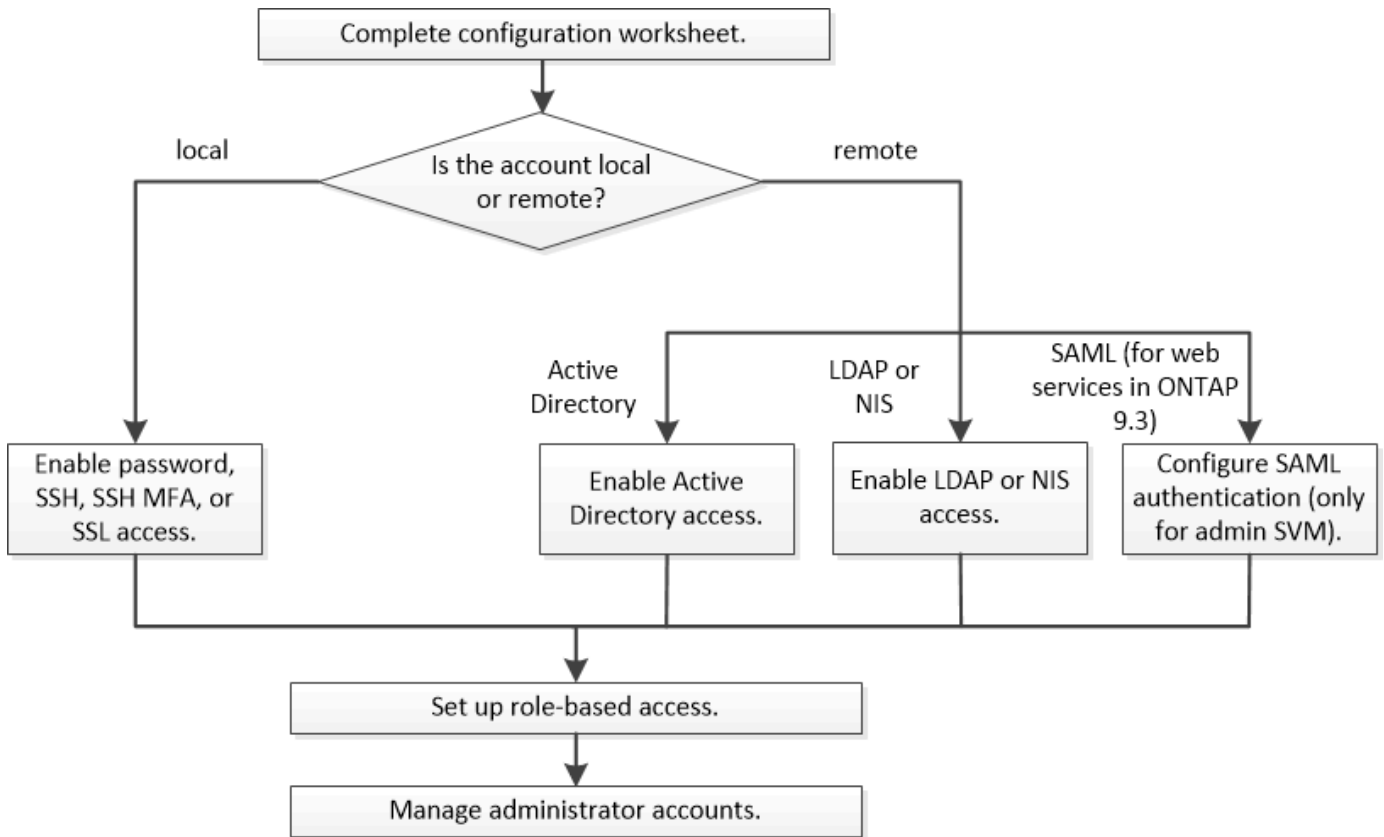 Complete configuration worksheet.
local
remote
Is the account local
or remote?
Active
Directory
LDAP or
NIS
SAML (for web
services in ONTAP
9.3)
Enable password,
SSH, SSH MFA, or
SSL access.
Enable Active
Directory access.
Enable LDAP or NIS
access.
Configure SAML
authentication (only
for admin SVM).
Set up role-based access.
Manage administrator accounts.